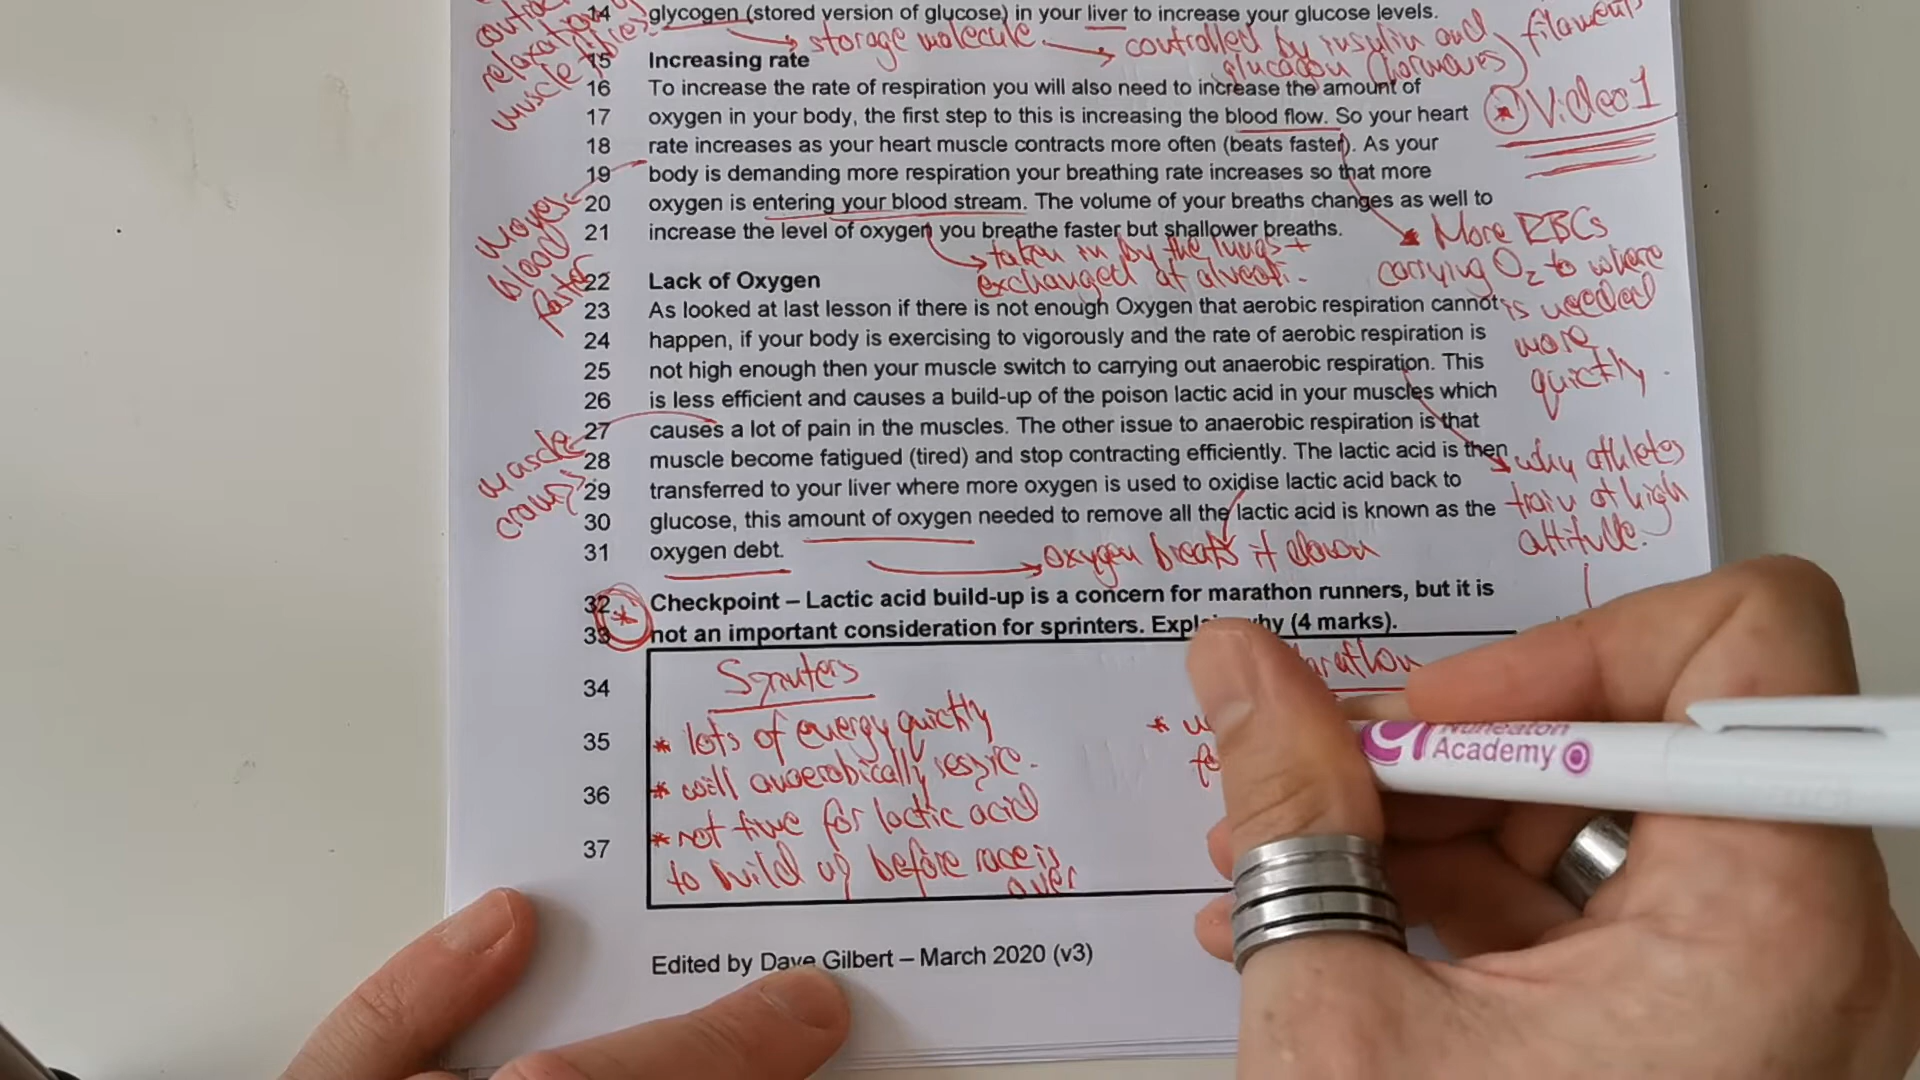 14 glycogen (stored version of glucose) in your liver to increase your glucose levels.
relaxation
muscle fibres
storage molecule
controlled by insulin and
glucagon (hormones)
filaments
15 Increasing rate
16 To increase the rate of respiration you will also need to increase the amount of
17 oxygen in your body, the first step to this is increasing the blood flow. So your heart
* Video 1
18 rate increases as your heart muscle contracts more often (beats faster). As your
19 body is demanding more respiration your breathing rate increases so that more
20 oxygen is entering your blood stream. The volume of your breaths changes as well to
21 increase the level of oxygen you breathe faster but shallower breaths.
Moves
blood
faster
taken in by the lungs +
exchanged at alveoli.
More RBCs
carrying O2 to where
is needed
more
quickly.
22 Lack of Oxygen
23 As looked at last lesson if there is not enough Oxygen that aerobic respiration cannot
24 happen, if your body is exercising to vigorously and the rate of aerobic respiration is
25 not high enough then your muscle switch to carrying out anaerobic respiration. This
26 is less efficient and causes a build-up of the poison lactic acid in your muscles which
27 causes a lot of pain in the muscles. The other issue to anaerobic respiration is that
28 muscle become fatigued (tired) and stop contracting efficiently. The lactic acid is then
29 transferred to your liver where more oxygen is used to oxidise lactic acid back to
30 glucose, this amount of oxygen needed to remove all the lactic acid is known as the
31 oxygen debt.
muscle
cramps
why athletes
train at high
altitude.
oxygen breaks it down
32 Checkpoint – Lactic acid build-up is a concern for marathon runners, but it is
33 not an important consideration for sprinters. Explain why (4 marks).
34
35
36
37
Sprinters
* lots of energy quickly
* will anaerobically respire.
* not time for lactic acid
to build up before race is
over
Nuneaton
Academy
Edited by Dave Gilbert – March 2020 (v3)